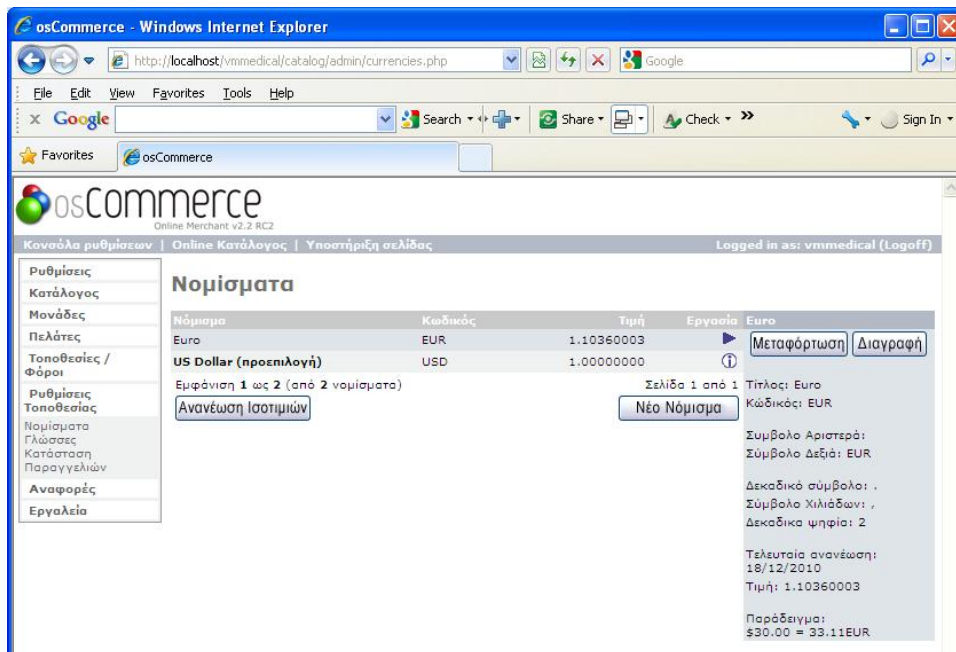 osCommerce - Windows Internet Explorer
http://localhost/vmmedical/catalog/admin/currencies.php Google
File Edit View Favorites Tools Help
x Google Search Share Check » Sign In
Favorites osCommerce
osCommerce
Online Merchant v2.2 RC2
Κονσόλα ρυθμίσεων | Online Κατάλογος | Υποστήριξη σελίδας Logged in as: vmmedical (Logoff)
Ρυθμίσεις
Κατάλογος
Μονάδες
Πελάτες
Τοποθεσίες /
Φόροι
Ρυθμίσεις
Τοποθεσίας
Νομίσματα
Γλώσσες
Κατάσταση
Παραγγελιών
Αναφορές
Εργαλεία
Νομίσματα
Νόμισμα Κωδικός Τιμή Εργασία
Euro EUR 1.10360003
US Dollar (προεπιλογή) USD 1.00000000
Εμφάνιση 1 ως 2 (από 2 νομίσματα) Σελίδα 1 από 1
Ανανέωση Ισοτιμιών Νέο Νόμισμα
Euro
Μεταφόρτωση Διαγραφή
Τίτλος: Euro
Κώδικός: EUR
Συμβολο Αριστερά:
Σύμβολο Δεξιά: EUR
Δεκαδικό σύμβολο: .
Σύμβολο Χιλιάδων: ,
Δεκαδικα ψηφία: 2
Τελευταία ανανέωση:
18/12/2010
Τιμή: 1.10360003
Παράδειγμα:
$30.00 = 33.11EUR